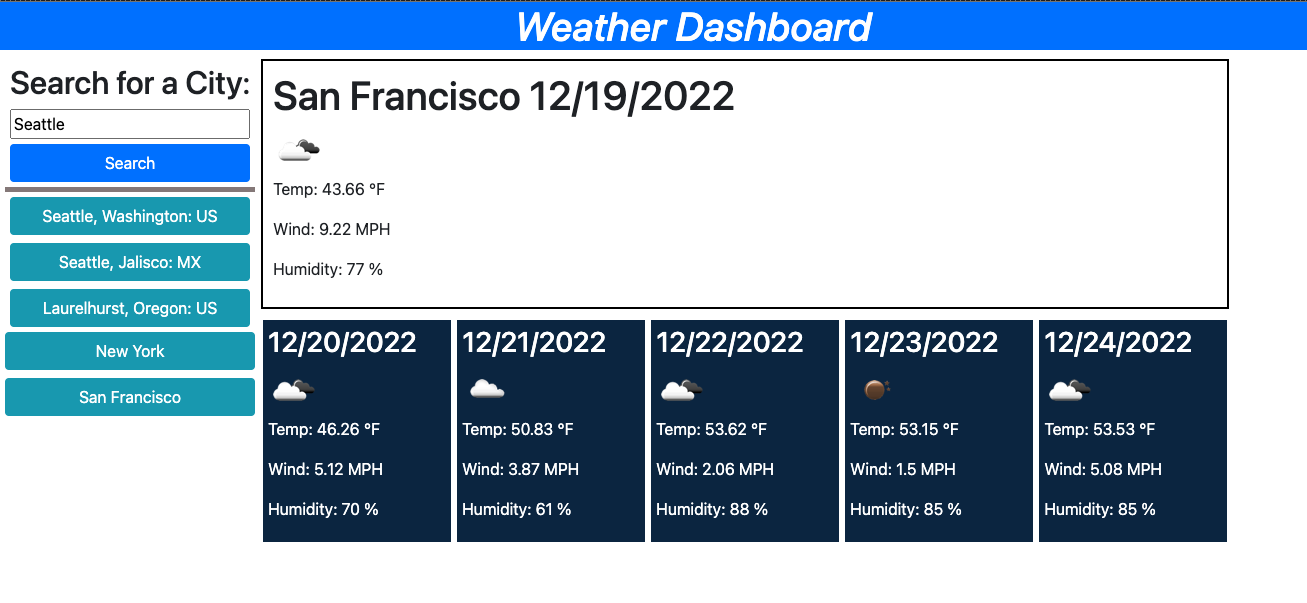 Weather Dashboard
Search for a City:
Seattle
Search
Seattle, Washington: US
Seattle, Jalisco: MX
Laurelhurst, Oregon: US
New York
San Francisco
San Francisco 12/19/2022
Temp: 43.66 °F
Wind: 9.22 MPH
Humidity: 77 %
12/20/2022
Temp: 46.26 °F
Wind: 5.12 MPH
Humidity: 70 %
12/21/2022
Temp: 50.83 °F
Wind: 3.87 MPH
Humidity: 61 %
12/22/2022
Temp: 53.62 °F
Wind: 2.06 MPH
Humidity: 88 %
12/23/2022
Temp: 53.15 °F
Wind: 1.5 MPH
Humidity: 85 %
12/24/2022
Temp: 53.53 °F
Wind: 5.08 MPH
Humidity: 85 %